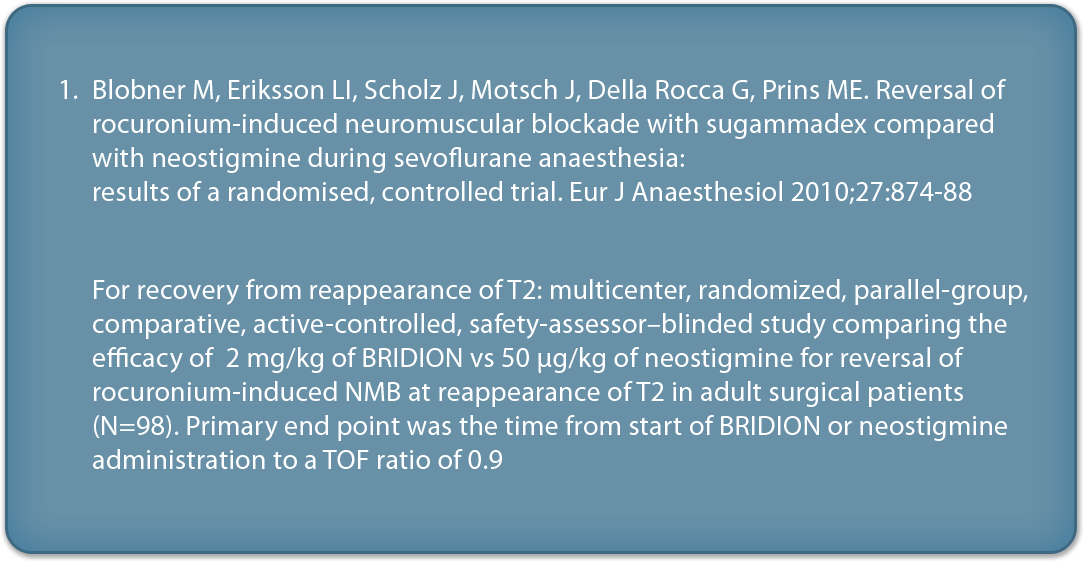 1. Blobner M, Eriksson LI, Scholz J, Motsch J, Della Rocca G, Prins ME. Reversal of
rocuronium-induced neuromuscular blockade with sugammadex compared
with neostigmine during sevoflurane anaesthesia:
results of a randomised, controlled trial. Eur J Anaesthesiol 2010;27:874-88
For recovery from reappearance of T2: multicenter, randomized, parallel-group,
comparative, active-controlled, safety-assessor–blinded study comparing the
efficacy of  2 mg/kg of BRIDION vs 50 µg/kg of neostigmine for reversal of
rocuronium-induced NMB at reappearance of T2 in adult surgical patients
(N=98). Primary end point was the time from start of BRIDION or neostigmine
administration to a TOF ratio of 0.9